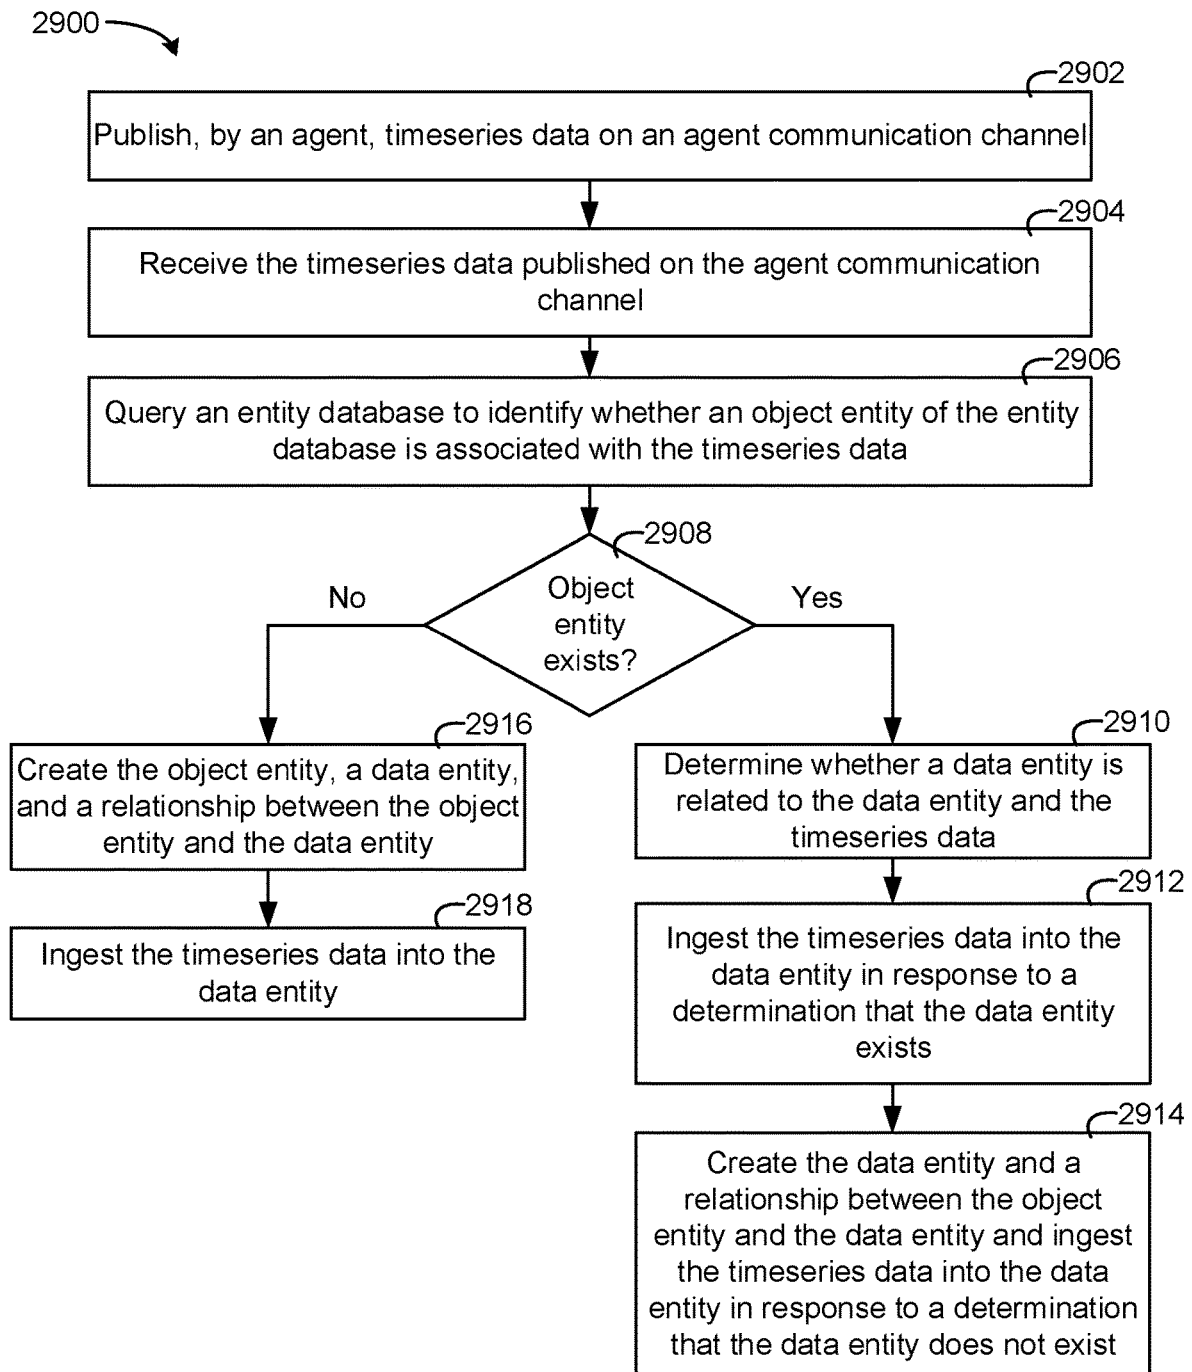 2900
2902
Publish, by an agent, timeseries data on an agent communication channel
2904
Receive the timeseries data published on the agent communication
channel
2906
Query an entity database to identify whether an object entity of the entity
database is associated with the timeseries data
2908
Object
entity
exists?
No
Yes
2916
Create the object entity, a data entity,
and a relationship between the object
entity and the data entity
2918
Ingest the timeseries data into the
data entity
2910
Determine whether a data entity is
related to the data entity and the
timeseries data
2912
Ingest the timeseries data into the
data entity in response to a
determination that the data entity
exists
2914
Create the data entity and a
relationship between the object
entity and the data entity and ingest
the timeseries data into the data
entity in response to a determination
that the data entity does not exist